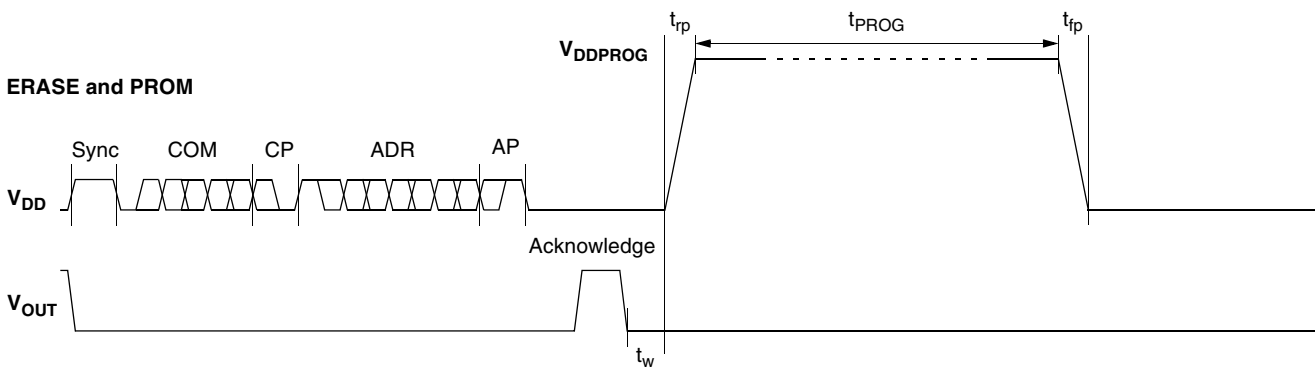 t_rp t_PROG t_fp
V_DDPROG
ERASE and PROM
Sync COM CP ADR AP
V_DD
Acknowledge
V_OUT
t_w